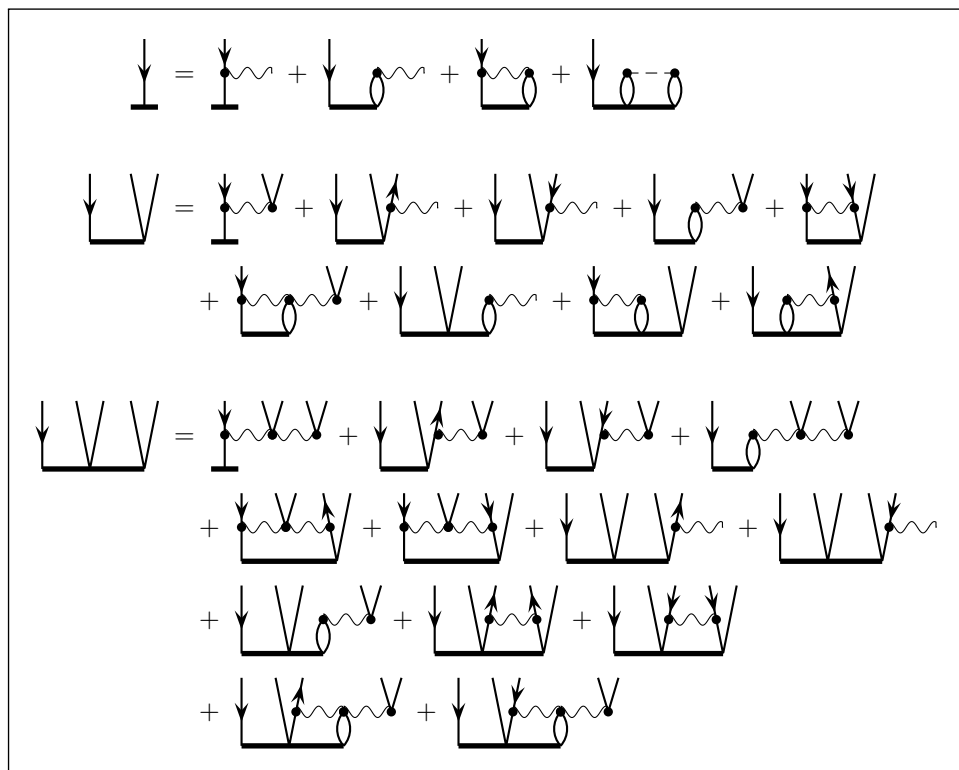 = + + +
= + + + +
+ + + +
= + + +
+ + + +
+ + +
+ +